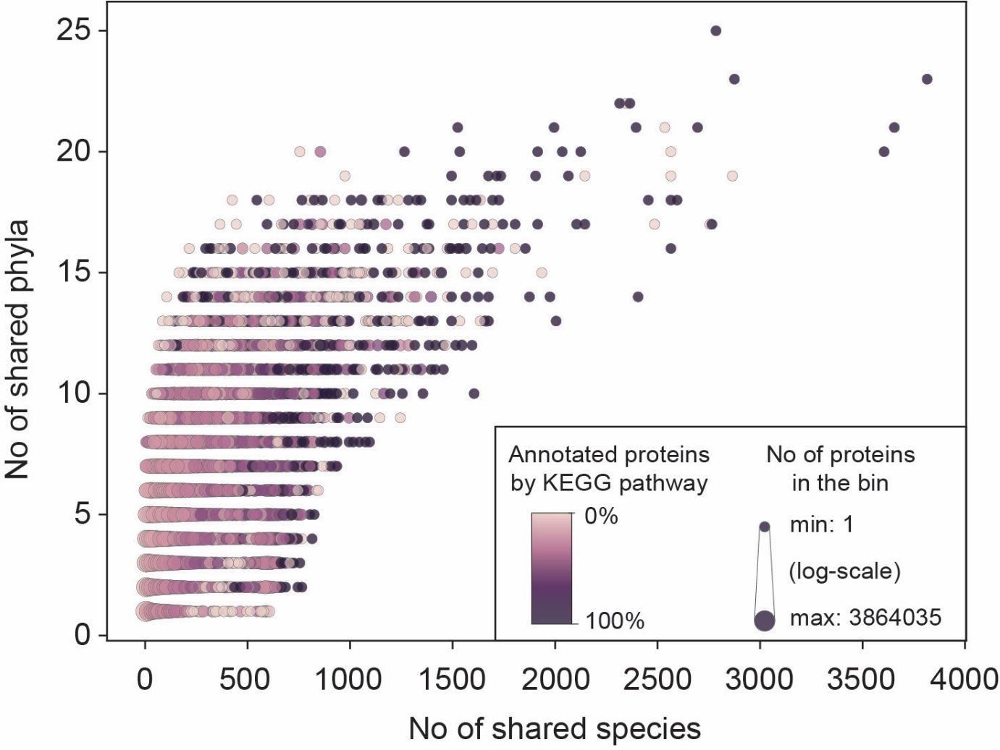 No of shared phyla
25
20
15
10
5
0
0 500 1000 1500 2000 2500 3000 3500 4000
No of shared species
Annotated proteins
by KEGG pathway
0%
100%
No of proteins
in the bin
min: 1
(log-scale)
max: 3864035